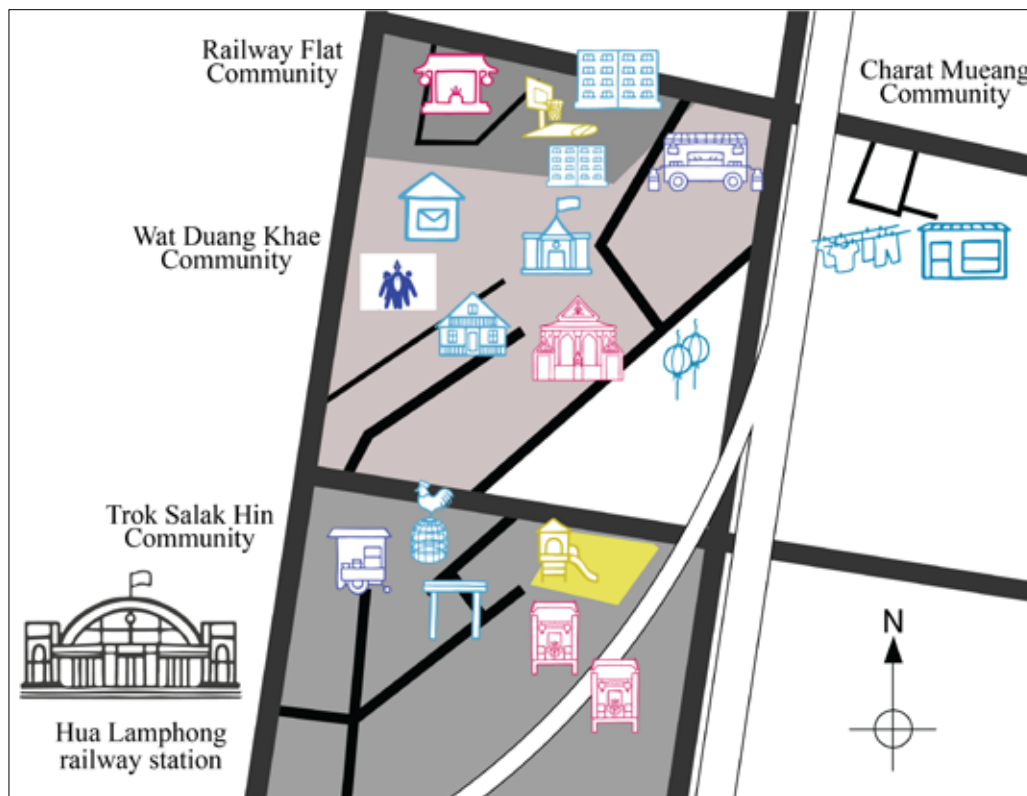 Railway Flat
Community
Charat Mueang
Community
Wat Duang Khae
Community
Trok Salak Hin
Community
N
Hua Lamphong
railway station